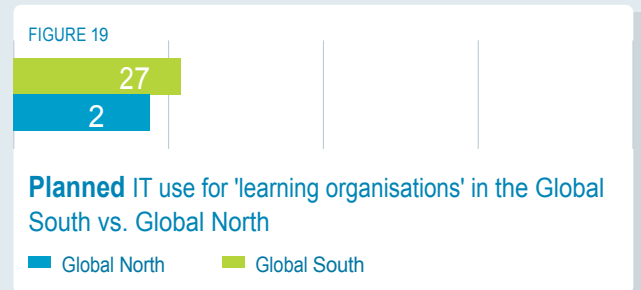 FIGURE 19
27
2
Planned IT use for 'learning organisations' in the Global
South vs. Global North
Global North
Global South